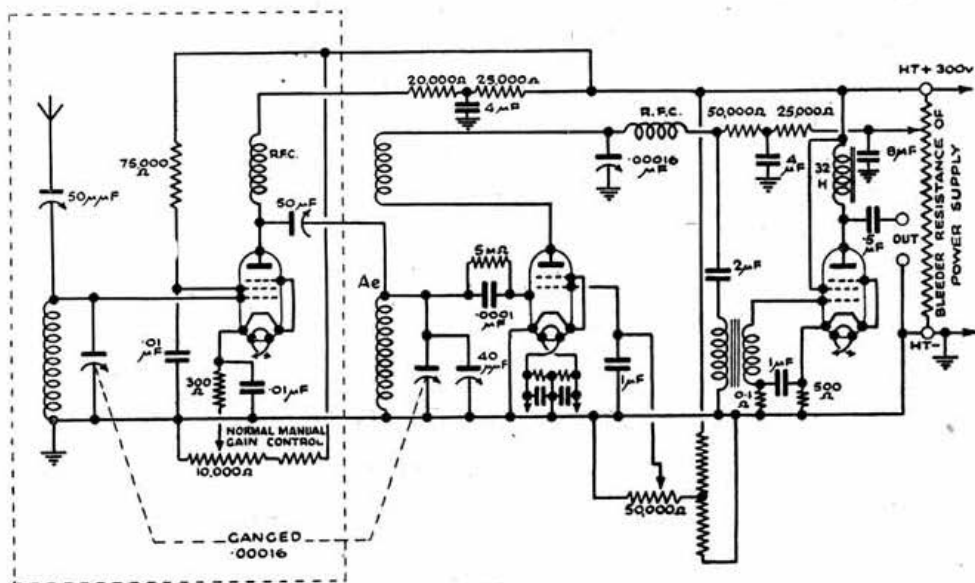 HT+ 300v
20,000Ω 25,000Ω
4μF
R.F.C.
50,000Ω 25,000Ω
75,000
Ω
R.F.C.
.00016
μF
4
μF
32
H
8μF
BLEEDER RESISTANCE OF
POWER SUPPLY
50μμF
50μF
.5
μF
OUT
5MΩ
Ae
2μF
.0001
μF
HT-
.01
μF
300
Ω
.01μF
40
μμF
1μF
1μF
0·1
Ω
500
Ω
NORMAL MANUAL
GAIN CONTROL
10,000Ω
50,000Ω
GANGED
·00016